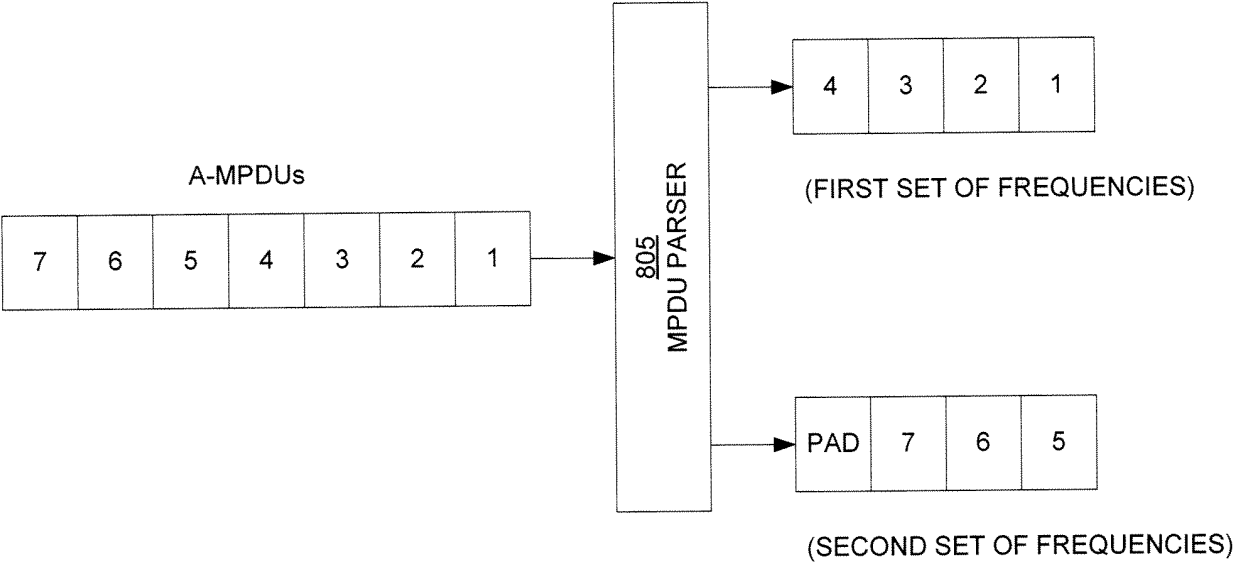 A-MPDUs
7 6 5 4 3 2 1
805
MPDU PARSER
4 3 2 1
(FIRST SET OF FREQUENCIES)
PAD 7 6 5
(SECOND SET OF FREQUENCIES)